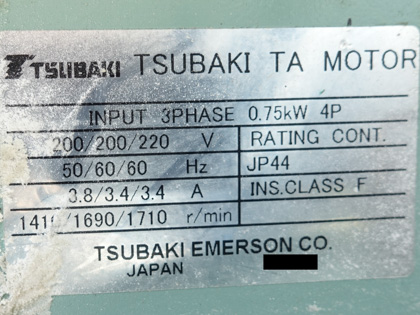 TSUBAKI TSUBAKI TA MOTOR
INPUT 3PHASE 0.75kW 4P
200/200/220 V RATING CONT.
50/60/60 Hz JP44
3.8/3.4/3.4 A INS.CLASS F
/1690/1710 r/min
TSUBAKI EMERSON CO.
JAPAN